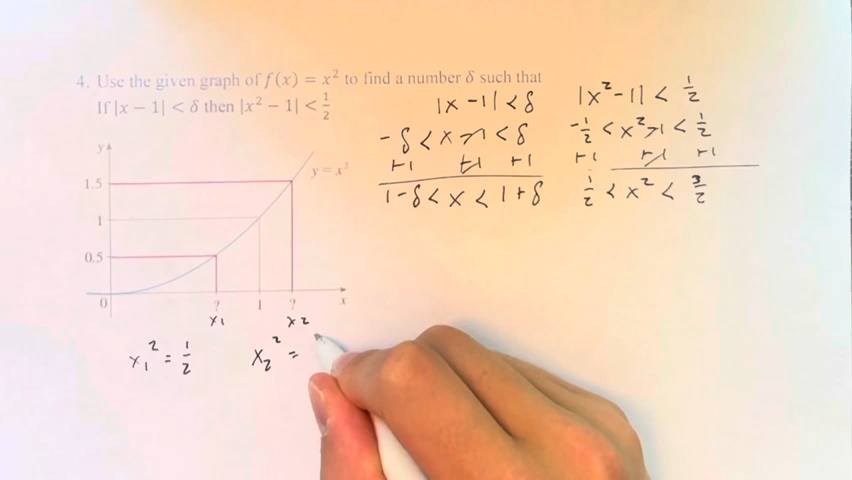 4. Use the given graph of f(x) = x² to find a number δ such that
If |x − 1| < δ then |x² − 1| < 1/2
|x - 1| < δ
-δ < x - 1 < δ
+1 +1 +1
1-δ < x < 1+δ
|x² - 1| < 1/2
-1/2 < x² - 1 < 1/2
+1 +1 +1
1/2 < x² < 3/2
y
y = x²
1.5
1
0.5
0 ? 1 ? x
x1 x2
x₁² = 1/2
x₂² =